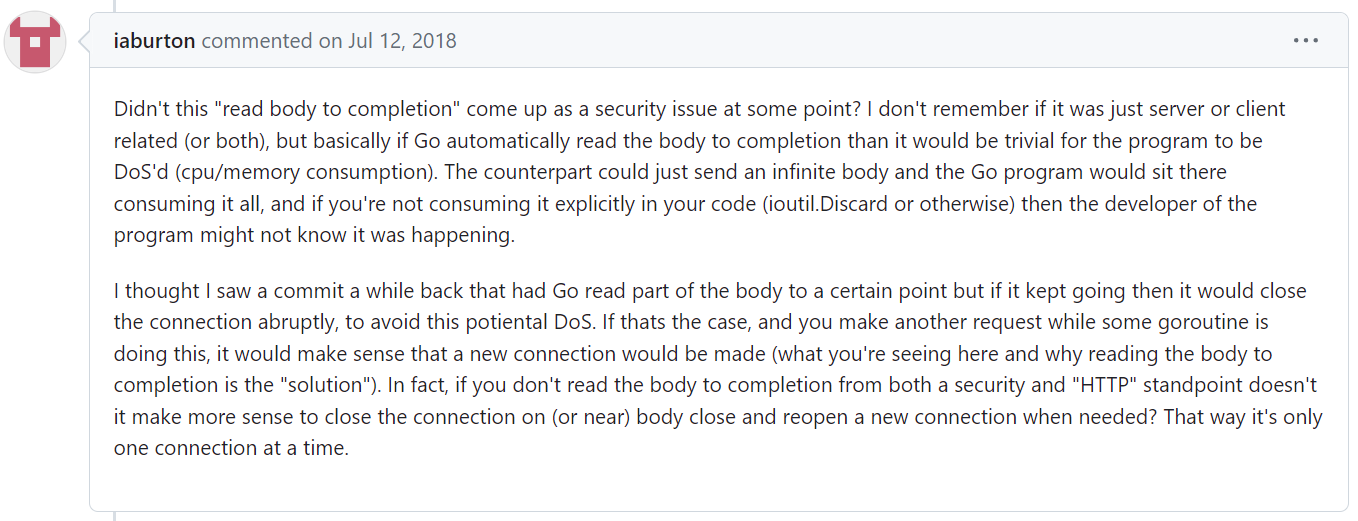 iaburton commented on Jul 12, 2018
Didn't this "read body to completion" come up as a security issue at some point? I don't remember if it was just server or client
related (or both), but basically if Go automatically read the body to completion than it would be trivial for the program to be
DoS'd (cpu/memory consumption). The counterpart could just send an infinite body and the Go program would sit there
consuming it all, and if you're not consuming it explicitly in your code (ioutil.Discard or otherwise) then the developer of the
program might not know it was happening.
I thought I saw a commit a while back that had Go read part of the body to a certain point but if it kept going then it would close
the connection abruptly, to avoid this potiental DoS. If thats the case, and you make another request while some goroutine is
doing this, it would make sense that a new connection would be made (what you're seeing here and why reading the body to
completion is the "solution"). In fact, if you don't read the body to completion from both a security and "HTTP" standpoint doesn't
it make more sense to close the connection on (or near) body close and reopen a new connection when needed? That way it's only
one connection at a time.